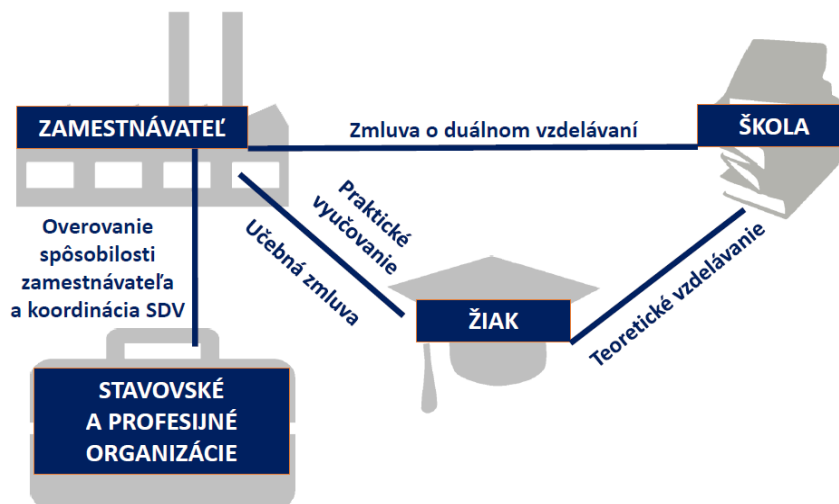 ZAMESTNÁVATEĽ
Zmluva o duálnom vzdelávaní
ŠKOLA
Overovanie
spôsobilosti
zamestnávateľa
a koordinácia SDV
Praktické
vyučovanie
Učebná zmluva
ŽIAK
Teoretické vzdelávanie
STAVOVSKÉ
A PROFESIJNÉ
ORGANIZÁCIE